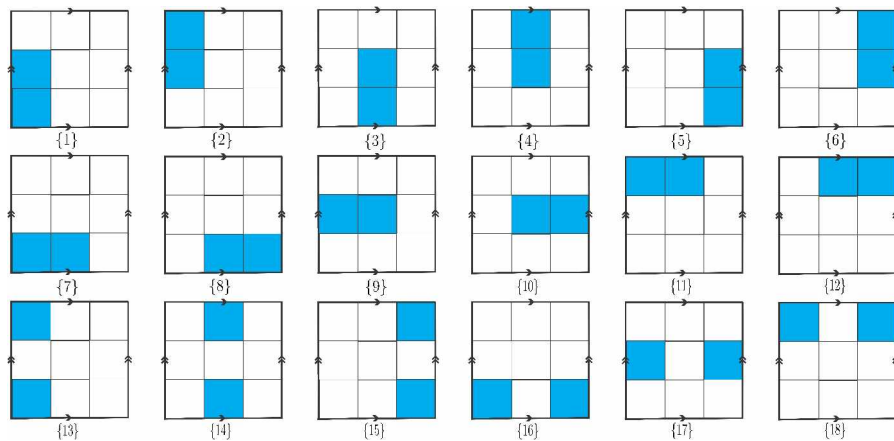 {1} {2} {3} {4} {5} {6}
{7} {8} {9} {10} {11} {12}
{13} {14} {15} {16} {17} {18}